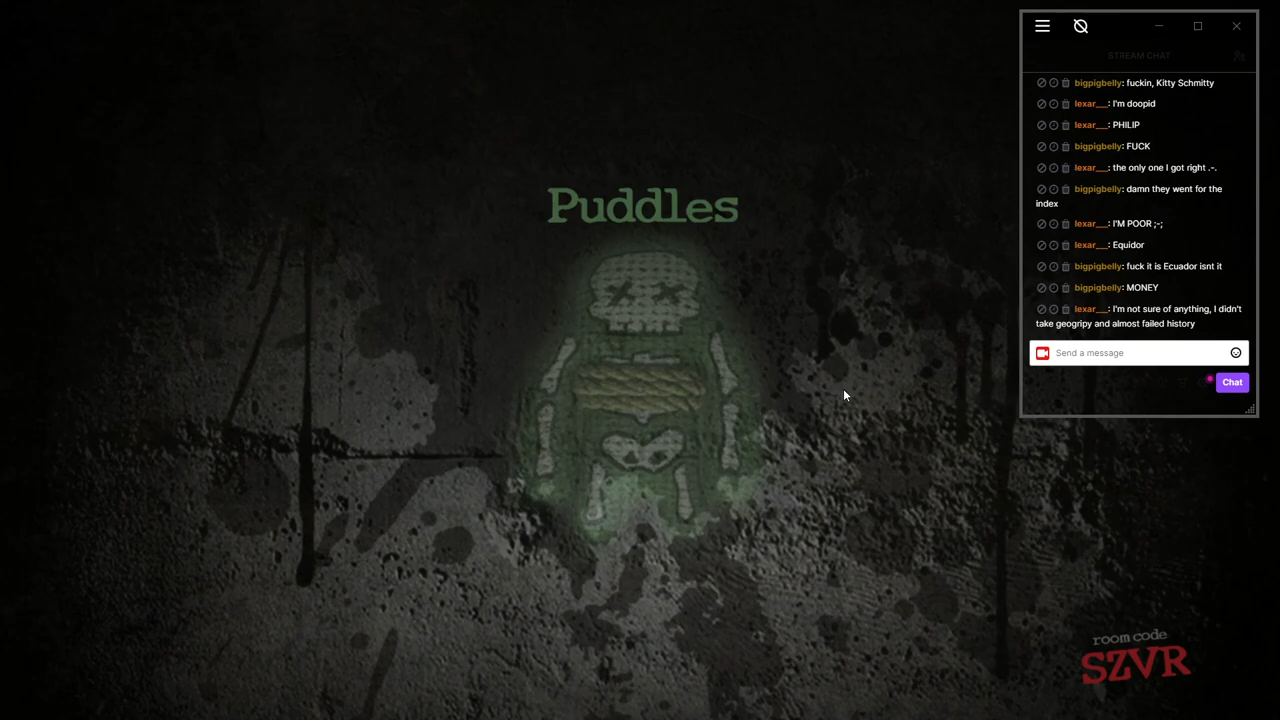 STREAM CHAT
bigpigbelly: fuckin, Kitty Schmitty
lexar___: I'm doopid
lexar___: PHILIP
bigpigbelly: FUCK
lexar___: the only one I got right .-.
bigpigbelly: damn they went for the
index
lexar___: I'M POOR ;-;
lexar___: Equidor
bigpigbelly: fuck it is Ecuador isnt it
bigpigbelly: MONEY
lexar___: I'm not sure of anything, I didn't
take geogripy and almost failed history
Send a message
Chat
Puddles
room code
SZVR